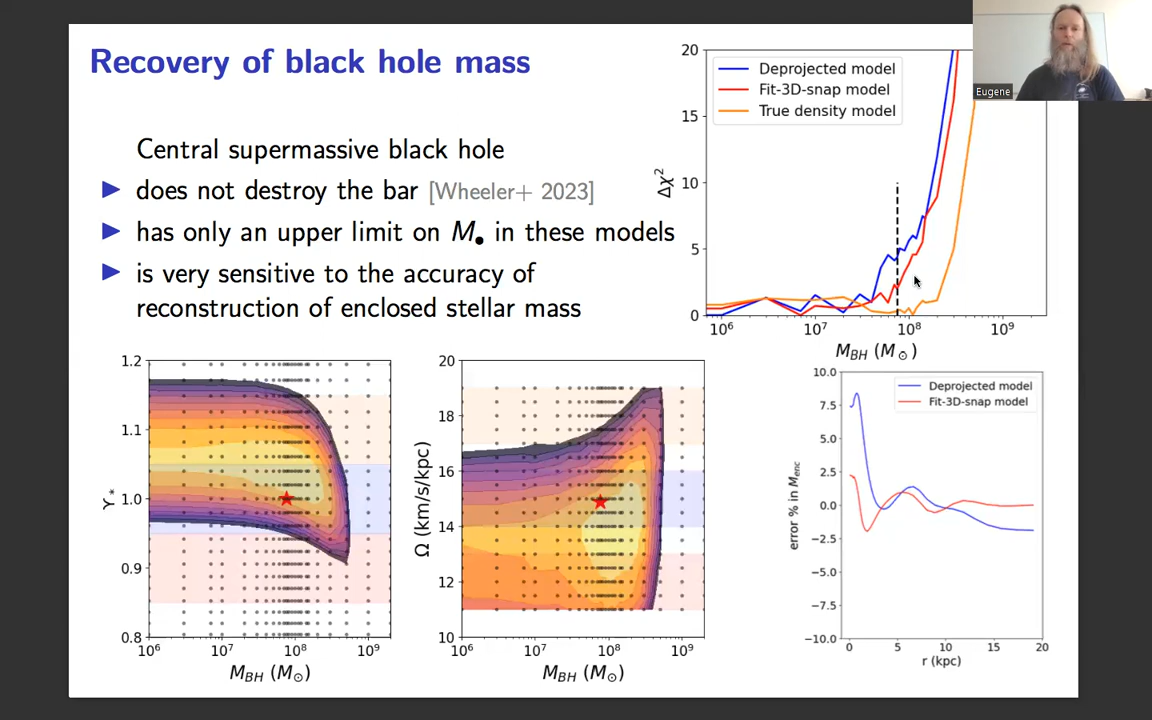 Recovery of black hole mass
Central supermassive black hole
▶ does not destroy the bar [Wheeler+ 2023]
▶ has only an upper limit on M• in these models
▶ is very sensitive to the accuracy of
reconstruction of enclosed stellar mass
Eugene
20
15
10
5
0
Δχ²
Deprojected model
Fit-3D-snap model
True density model
10⁶ 10⁷ 10⁸ 10⁹
M_BH (M⊙)
1.2
1.1
1.0
0.9
0.8
Υ*
10⁶ 10⁷ 10⁸ 10⁹
M_BH (M⊙)
20
18
16
14
12
10
Ω (km/s/kpc)
10⁶ 10⁷ 10⁸ 10⁹
M_BH (M⊙)
10.0
7.5
5.0
2.5
0.0
−2.5
−5.0
−7.5
−10.0
error % in M_enc
Deprojected model
Fit-3D-snap model
0 5 10 15 20
r (kpc)